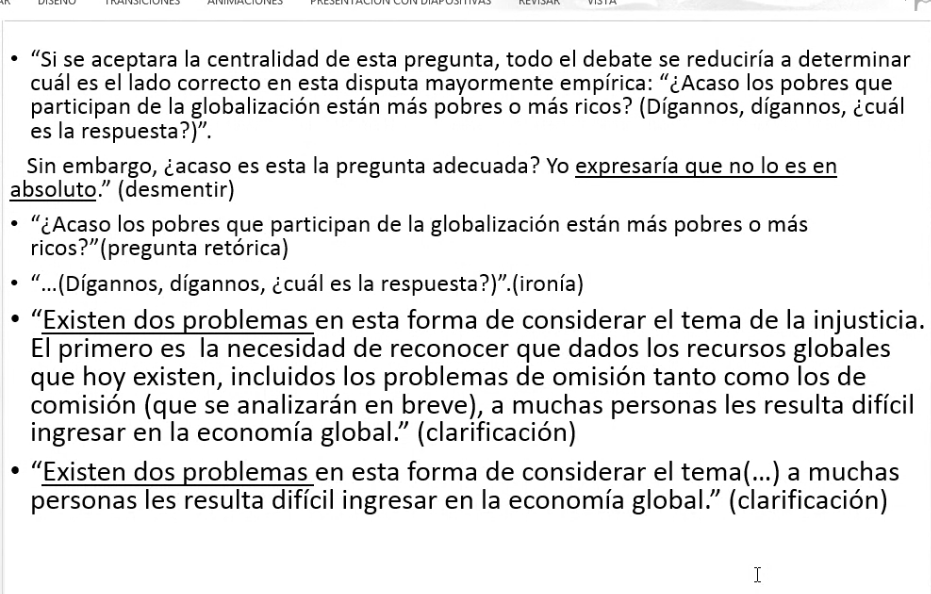 DISEÑO TRANSICIONES ANIMACIONES PRESENTACIÓN CON DIAPOSITIVAS REVISAR VISTA
• “Si se aceptara la centralidad de esta pregunta, todo el debate se reduciría a determinar
cuál es el lado correcto en esta disputa mayormente empírica: “¿Acaso los pobres que
participan de la globalización están más pobres o más ricos? (Dígannos, dígannos, ¿cuál
es la respuesta?)”.
Sin embargo, ¿acaso es esta la pregunta adecuada? Yo expresaría que no lo es en
absoluto.” (desmentir)
• “¿Acaso los pobres que participan de la globalización están más pobres o más
ricos?”(pregunta retórica)
• “...(Dígannos, dígannos, ¿cuál es la respuesta?)”.(ironía)
• “Existen dos problemas en esta forma de considerar el tema de la injusticia.
El primero es la necesidad de reconocer que dados los recursos globales
que hoy existen, incluidos los problemas de omisión tanto como los de
comisión (que se analizarán en breve), a muchas personas les resulta difícil
ingresar en la economía global.” (clarificación)
• “Existen dos problemas en esta forma de considerar el tema(...) a muchas
personas les resulta difícil ingresar en la economía global.” (clarificación)